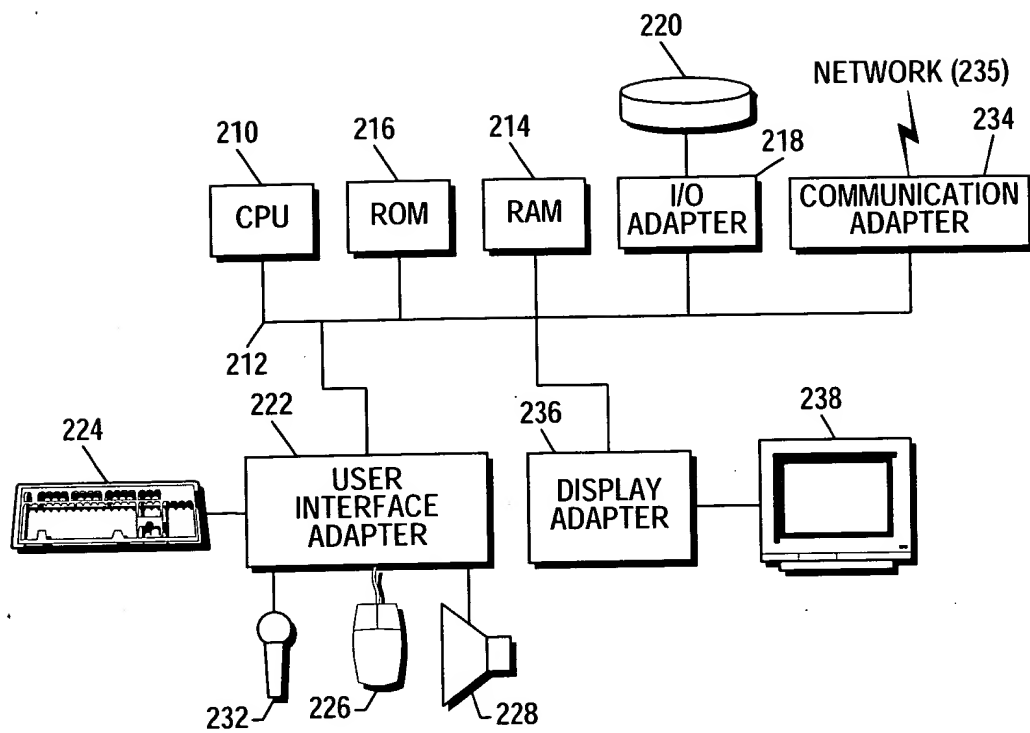 220
NETWORK (235)
210
216
214
218
234
CPU
ROM
RAM
I/O
ADAPTER
COMMUNICATION
ADAPTER
212
222
236
238
224
USER
INTERFACE
ADAPTER
DISPLAY
ADAPTER
232
226
228